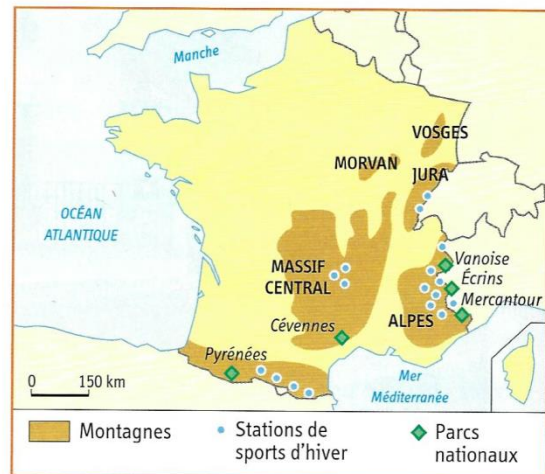 Manche
VOSGES
MORVAN
JURA
OCÉAN
ATLANTIQUE
Vanoise
Écrins
Mercantour
MASSIF
CENTRAL
ALPES
Cévennes
Pyrénées
0 150 km
Mer
Méditerranée
Montagnes
Stations de
sports d'hiver
Parcs
nationaux